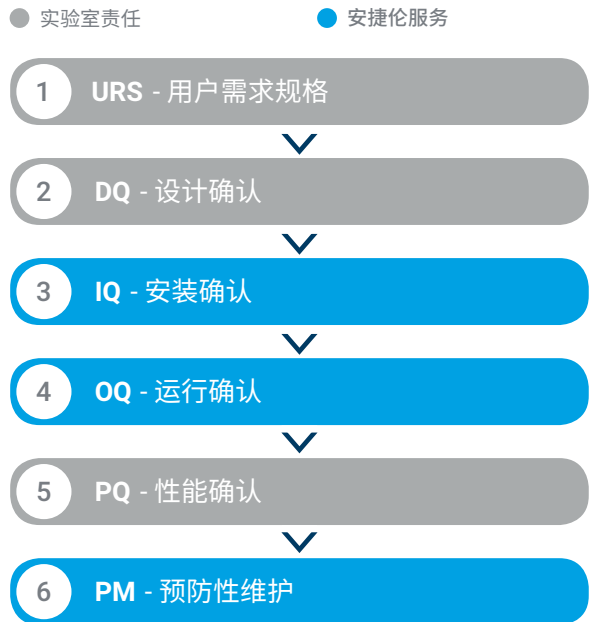 实验室责任 安捷伦服务
1 URS - 用户需求规格
2 DQ - 设计确认
3 IQ - 安装确认
4 OQ - 运行确认
5 PQ - 性能确认
6 PM - 预防性维护